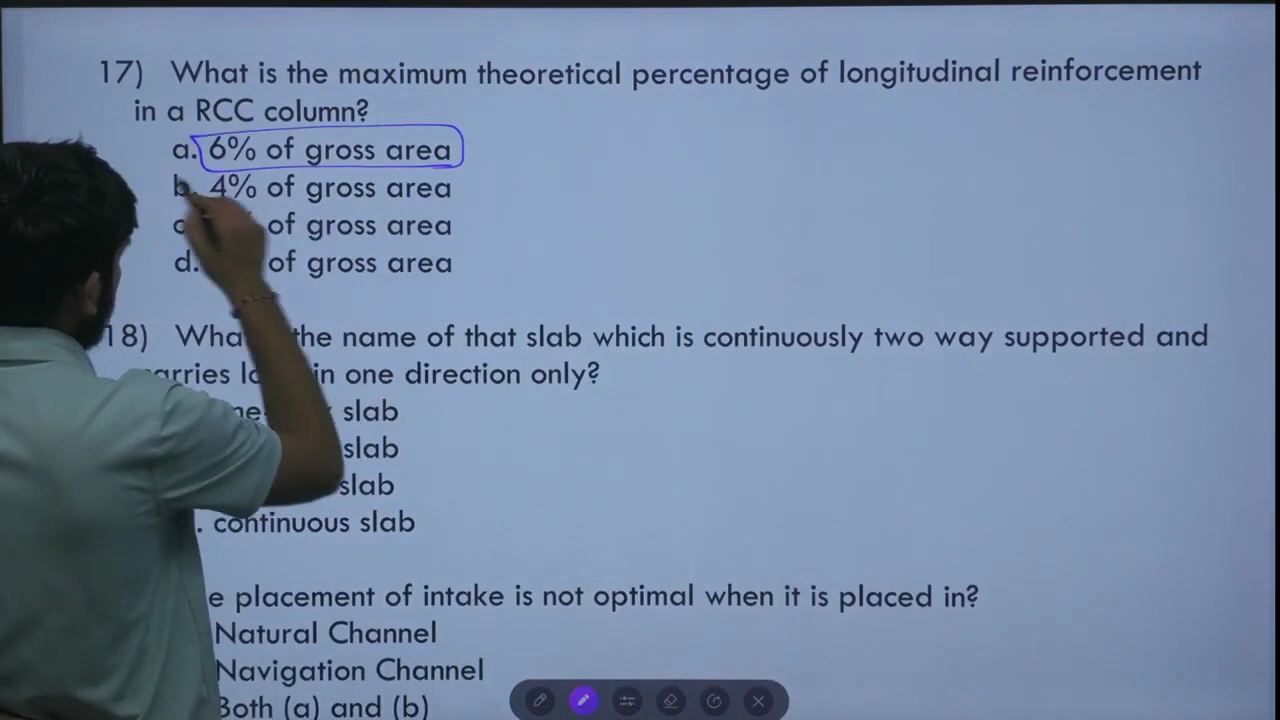 17) What is the maximum theoretical percentage of longitudinal reinforcement
in a RCC column?
a. 6% of gross area
b. 4% of gross area
of gross area
d. of gross area
18) the name of that slab which is continuously two way supported and
in one direction only?
slab
slab
slab
continuous slab
placement of intake is not optimal when it is placed in?
Natural Channel
Navigation Channel
Both (a) and (b)